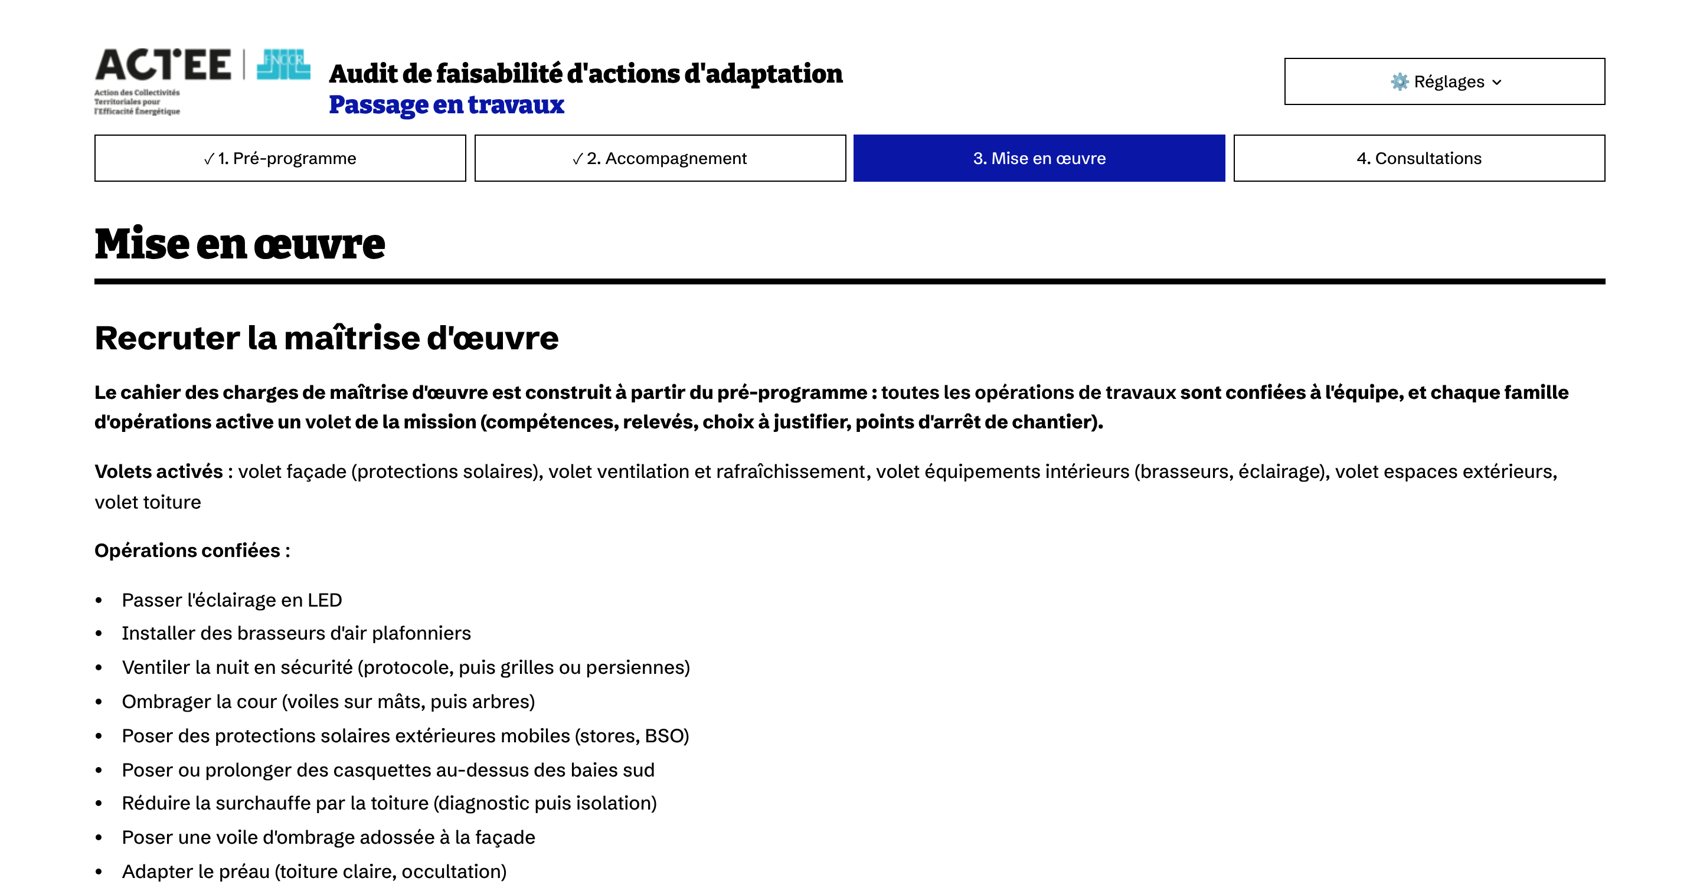 ACTEE | FNCCR
Action des Collectivités
Territoriales pour
l'Efficacité Énergétique
Audit de faisabilité d'actions d'adaptation
Passage en travaux
⚙️ Réglages
✓ 1. Pré-programme
✓ 2. Accompagnement
3. Mise en œuvre
4. Consultations
Mise en œuvre
Recruter la maîtrise d'œuvre
Le cahier des charges de maîtrise d'œuvre est construit à partir du pré-programme : toutes les opérations de travaux sont confiées à l'équipe, et chaque famille
d'opérations active un volet de la mission (compétences, relevés, choix à justifier, points d'arrêt de chantier).
Volets activés : volet façade (protections solaires), volet ventilation et rafraîchissement, volet équipements intérieurs (brasseurs, éclairage), volet espaces extérieurs,
volet toiture
Opérations confiées :
• Passer l'éclairage en LED
• Installer des brasseurs d'air plafonniers
• Ventiler la nuit en sécurité (protocole, puis grilles ou persiennes)
• Ombrager la cour (voiles sur mâts, puis arbres)
• Poser des protections solaires extérieures mobiles (stores, BSO)
• Poser ou prolonger des casquettes au-dessus des baies sud
• Réduire la surchauffe par la toiture (diagnostic puis isolation)
• Poser une voile d'ombrage adossée à la façade
• Adapter le préau (toiture claire, occultation)